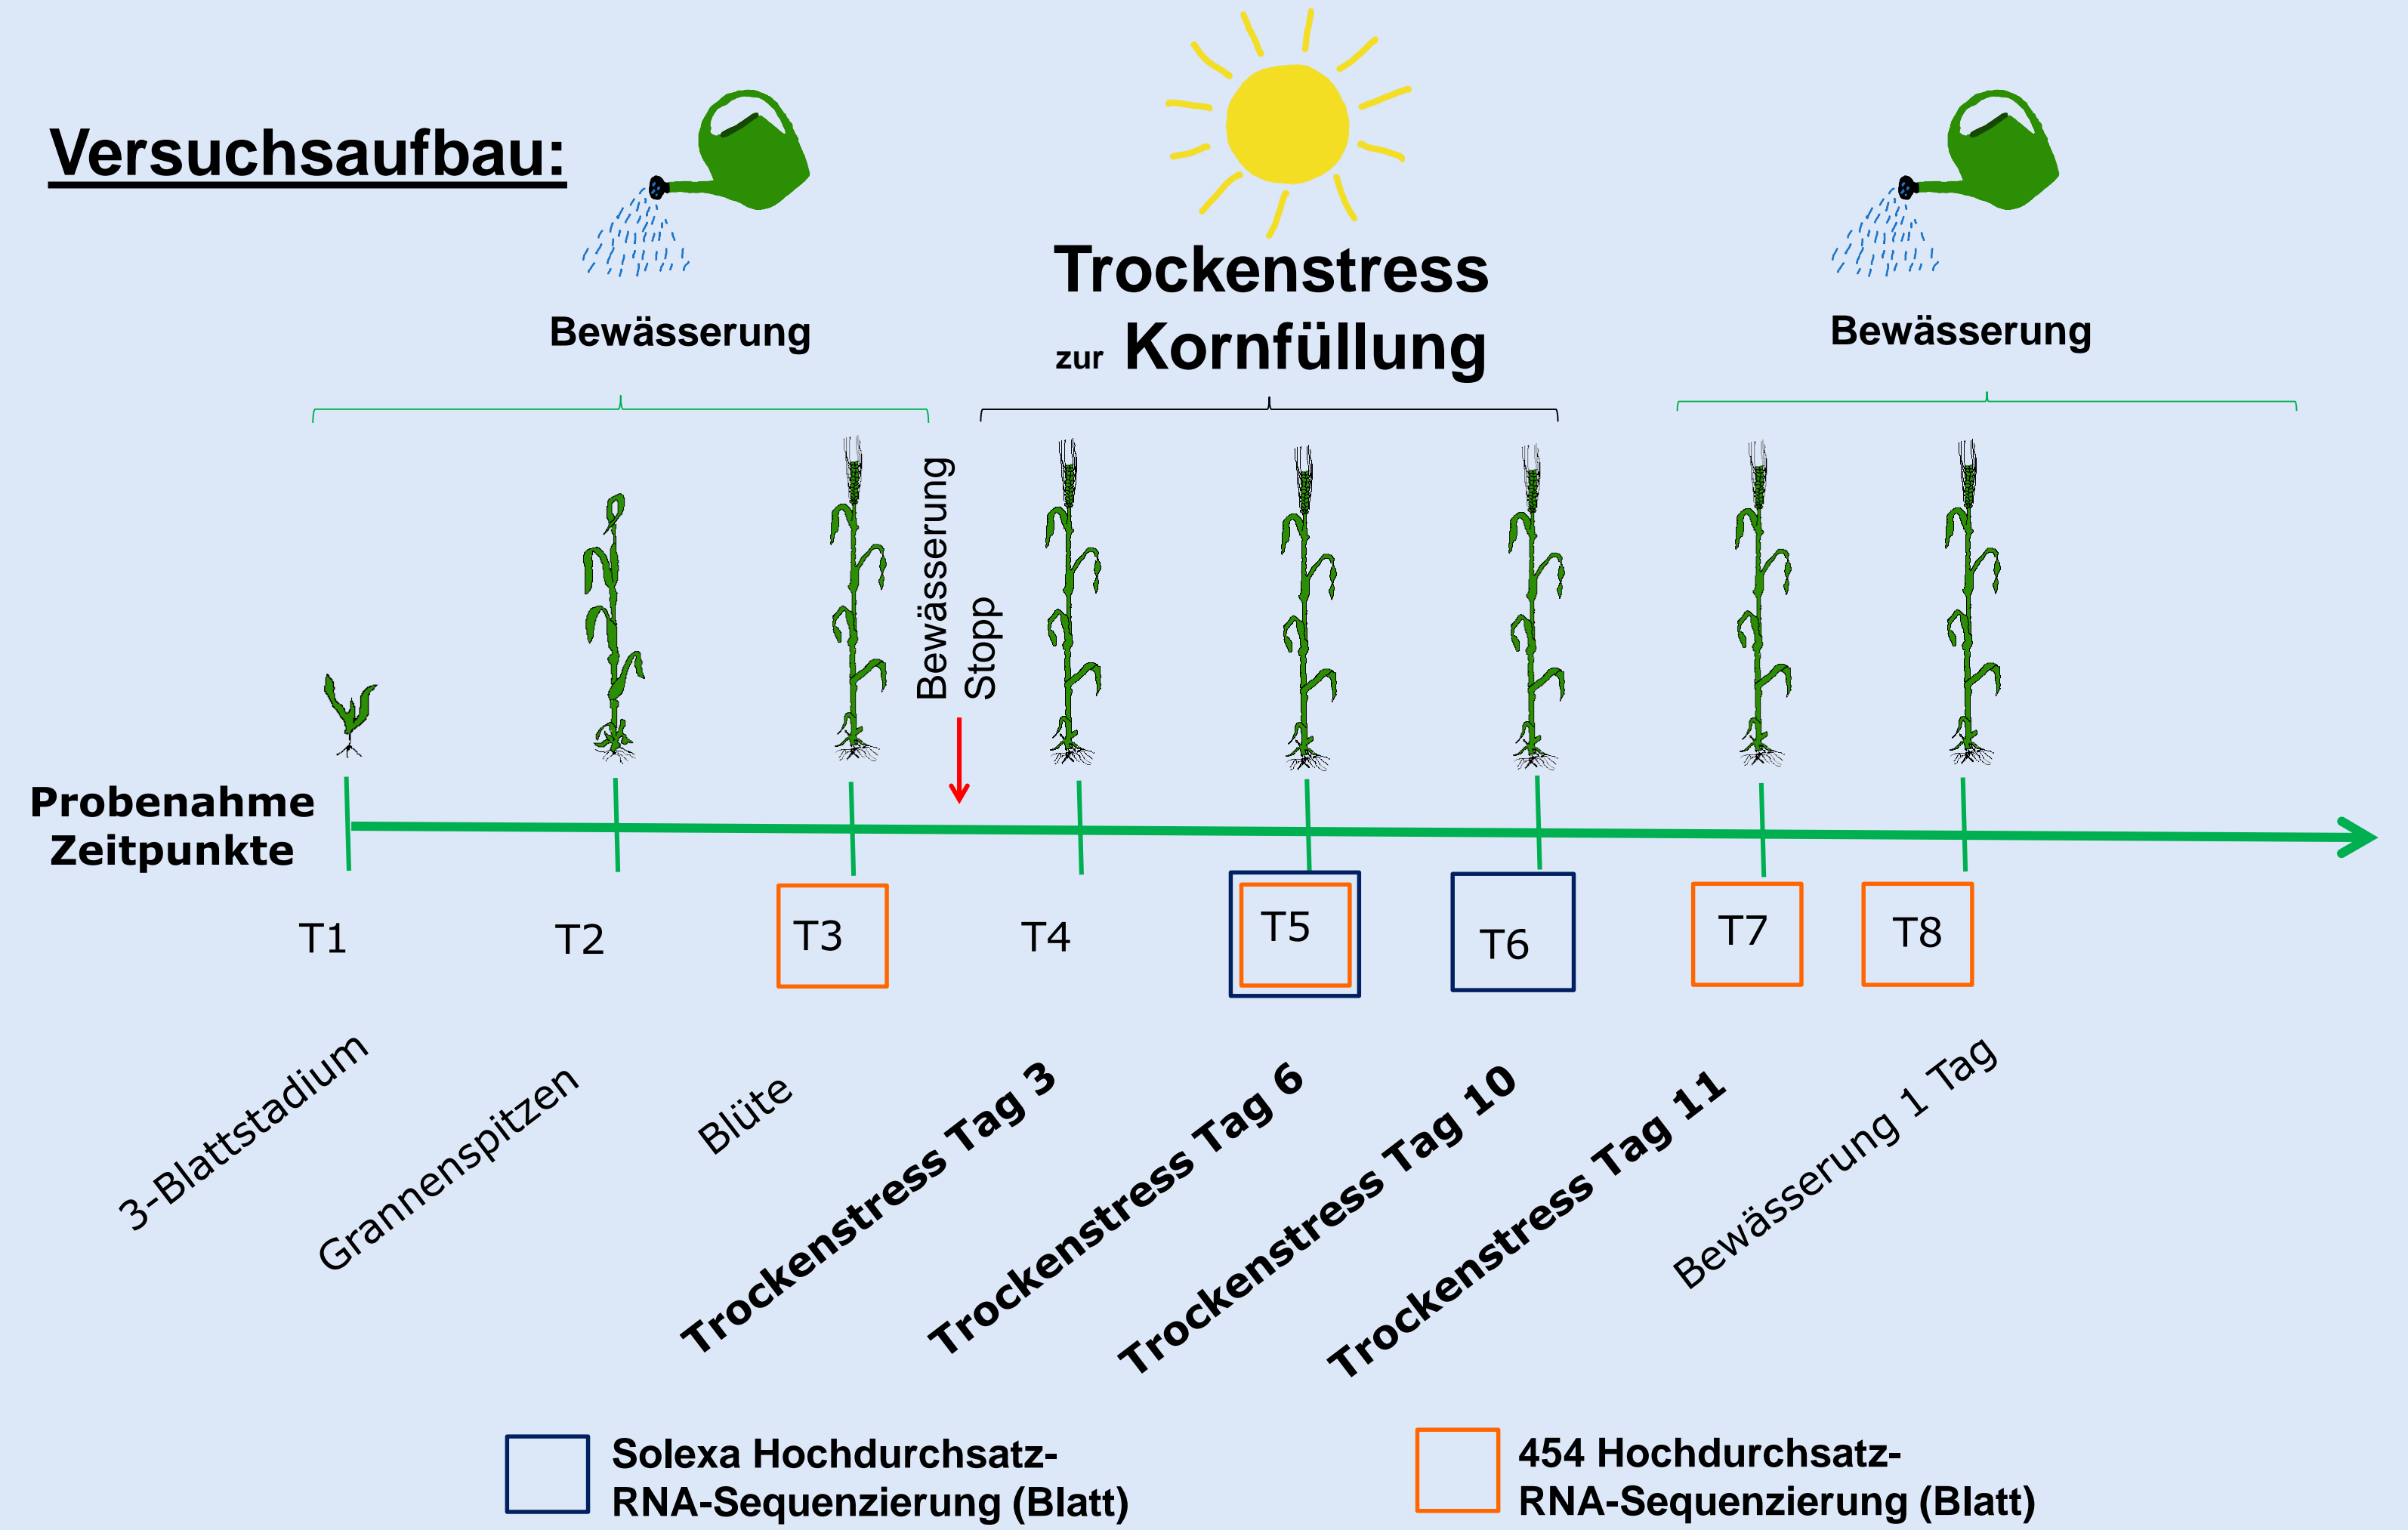 Versuchsaufbau:
Bewässerung
Trockenstress
zur Kornfüllung
Bewässerung
Bewässerung
Stopp
Probenahme
Zeitpunkte
T1
T2
T3
T4
T5
T6
T7
T8
3-Blattstadium
Grannenspitzen
Blüte
Trockenstress Tag 3
Trockenstress Tag 6
Trockenstress Tag 10
Trockenstress Tag 11
Bewässerung 1 Tag
Solexa Hochdurchsatz-
RNA-Sequenzierung (Blatt)
454 Hochdurchsatz-
RNA-Sequenzierung (Blatt)